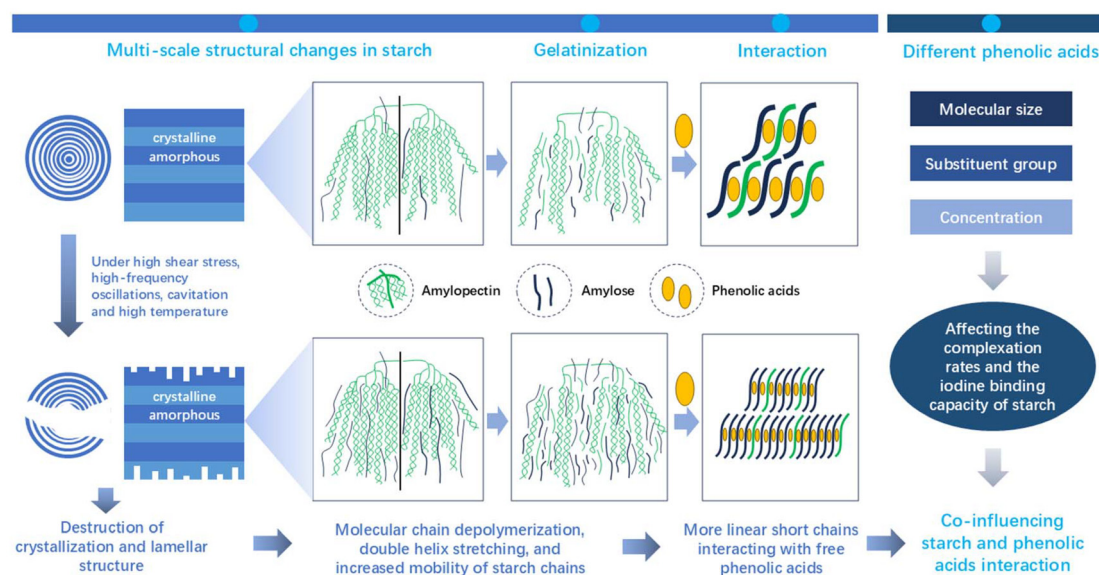 Multi-scale structural changes in starch
Gelatinization
Interaction
Different phenolic acids
crystalline
amorphous
Molecular size
Substituent group
Concentration
Under high shear stress,
high-frequency
oscillations, cavitation
and high temperature
Amylopectin
Amylose
Phenolic acids
crystalline
amorphous
Affecting the
complexation
rates and the
iodine binding
capacity of starch
Destruction of
crystallization and lamellar
structure
Molecular chain depolymerization,
double helix stretching, and
increased mobility of starch chains
More linear short chains
interacting with free
phenolic acids
Co-influencing
starch and phenolic
acids interaction